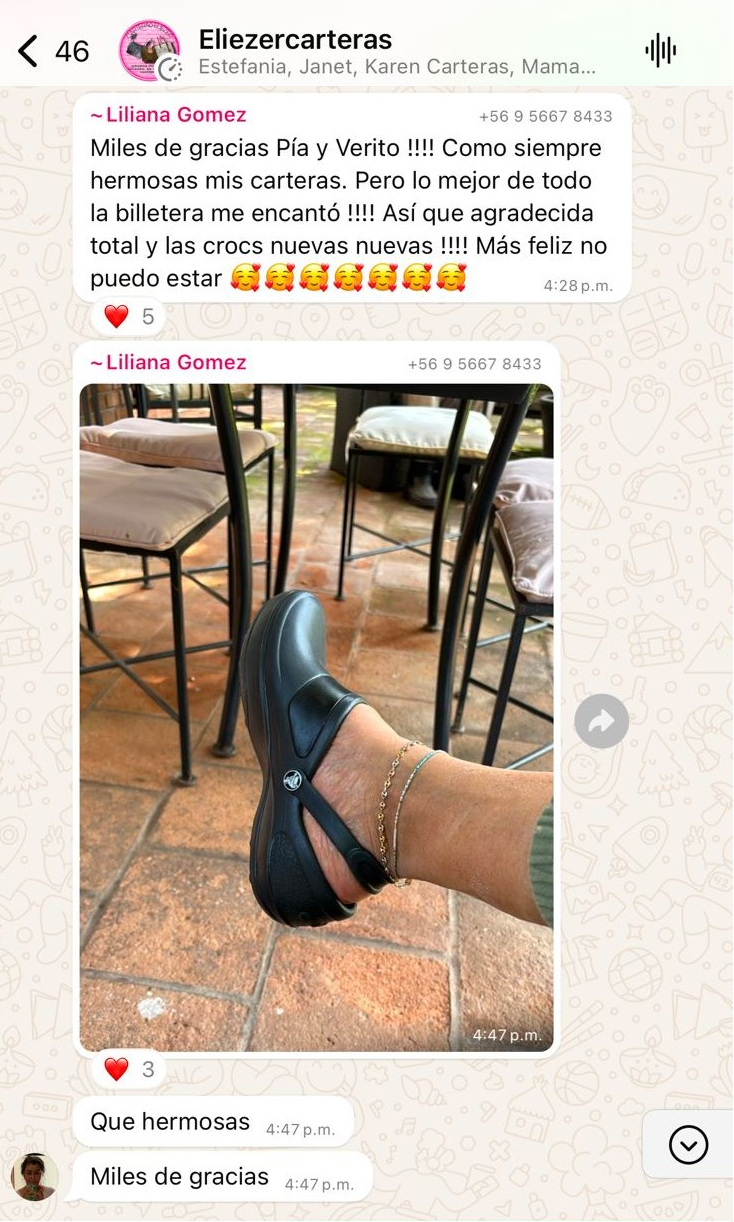 46
Eliezercarteras
Estefania, Janet, Karen Carteras, Mama...
~Liliana Gomez +56 9 5667 8433
Miles de gracias Pía y Verito !!!! Como siempre
hermosas mis carteras. Pero lo mejor de todo
la billetera me encantó !!!! Así que agradecida
total y las crocs nuevas nuevas !!!! Más feliz no
puedo estar 🥰🥰🥰🥰🥰🥰🥰 4:28 p.m.
❤️ 5
~Liliana Gomez +56 9 5667 8433
4:47 p.m.
❤️ 3
Que hermosas 4:47 p.m.
Miles de gracias 4:47 p.m.